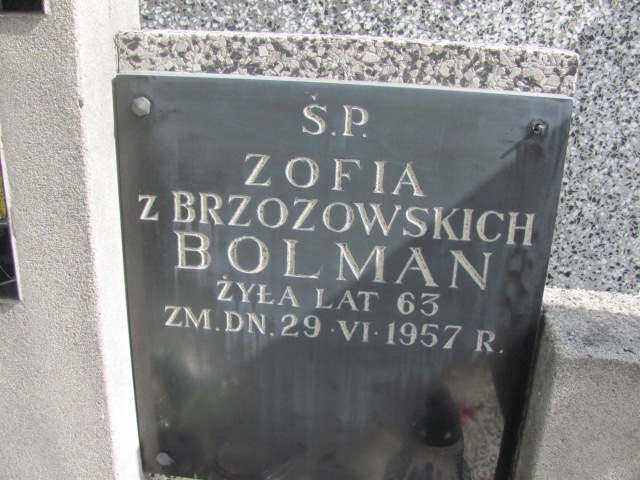 Ś.P.
ZOFIA
Z BRZOZOWSKICH
BOLMAN
ŻYŁA LAT 63
ZM. DN. 29 · VI · 1957 R.